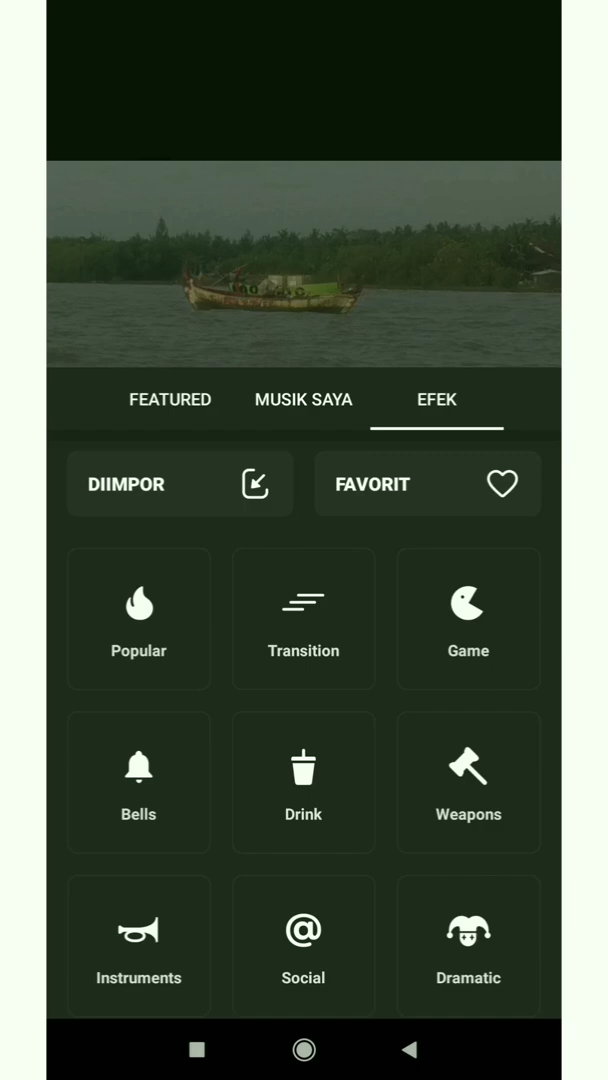 FEATURED MUSIK SAYA EFEK
DIIMPOR FAVORIT
Popular Transition Game
Bells Drink Weapons
Instruments Social Dramatic